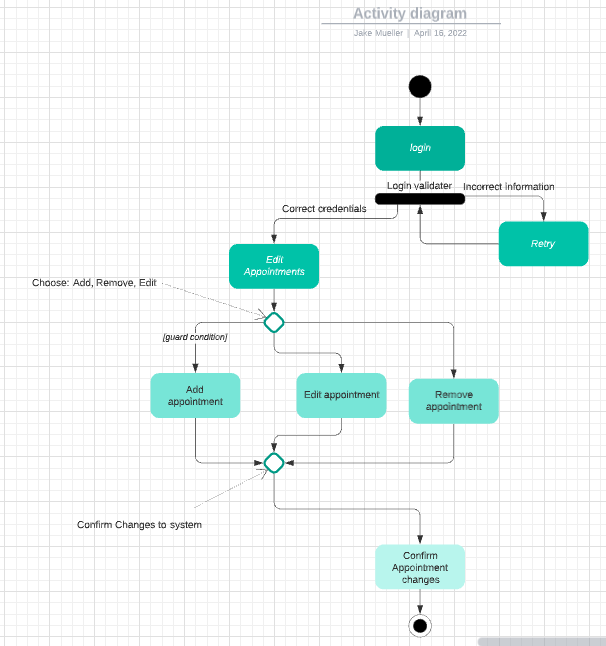 Activity diagram
Jake Mueller | April 16, 2022
login
Login validater
Incorrect information
Correct credentials
Retry
Edit
Appointments
Choose: Add, Remove, Edit
[guard condition]
Add
appointment
Edit appointment
Remove
appointment
Confirm Changes to system
Confirm
Appointment
changes